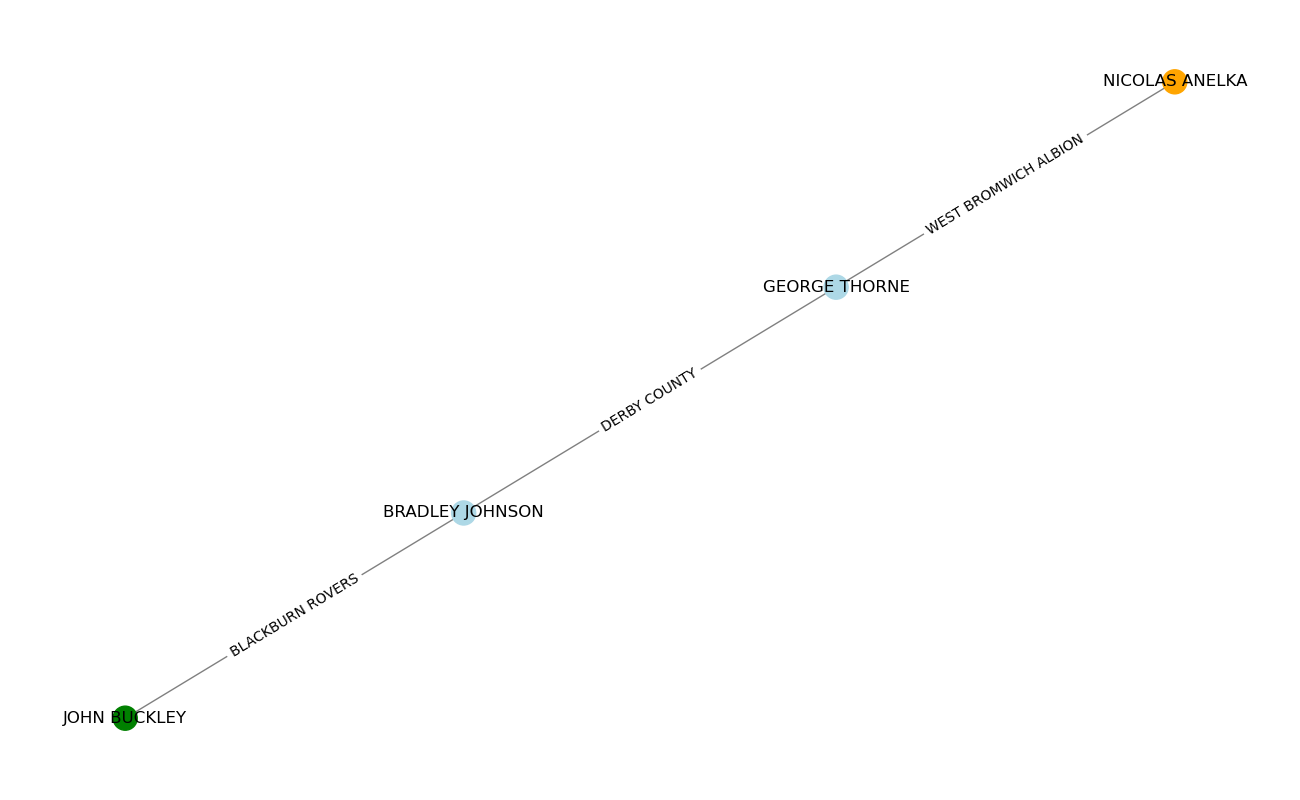 NICOLAS ANELKA
WEST BROMWICH ALBION
GEORGE THORNE
DERBY COUNTY
BRADLEY JOHNSON
BLACKBURN ROVERS
JOHN BUCKLEY